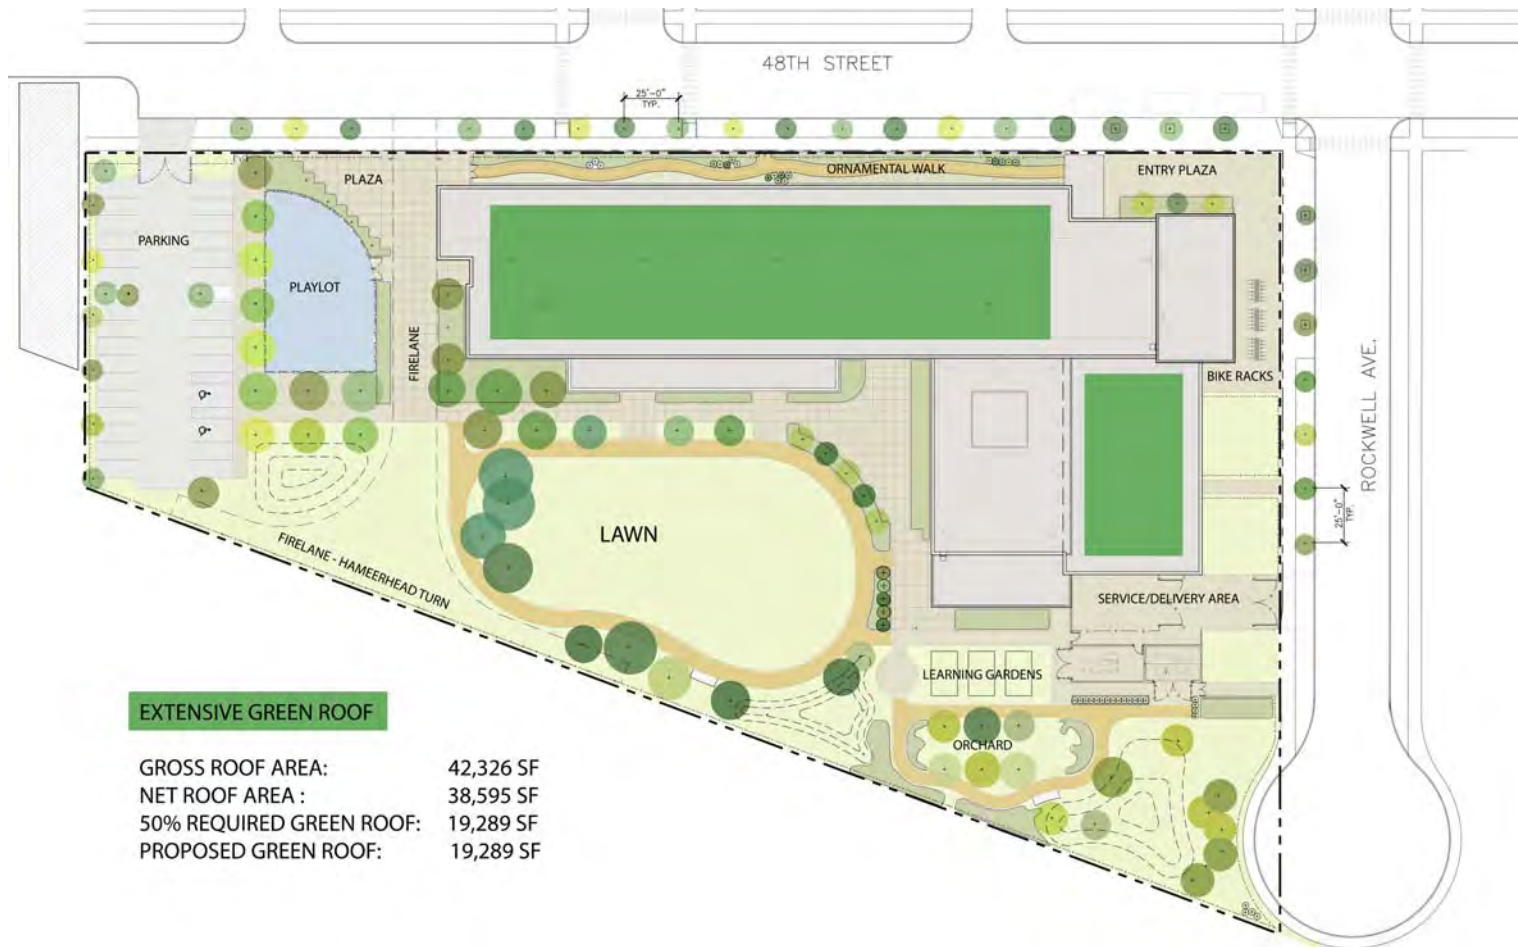 48TH STREET
25'-0"
TYP.
PLAZA
ORNAMENTAL WALK
ENTRY PLAZA
PARKING
PLAYLOT
FIRELANE
BIKE RACKS
ROCKWELL AVE.
25'-0"
TYP.
LAWN
FIRELANE - HAMEERHEAD TURN
SERVICE/DELIVERY AREA
LEARNING GARDENS
ORCHARD
EXTENSIVE GREEN ROOF
GROSS ROOF AREA: 42,326 SF
NET ROOF AREA : 38,595 SF
50% REQUIRED GREEN ROOF: 19,289 SF
PROPOSED GREEN ROOF: 19,289 SF